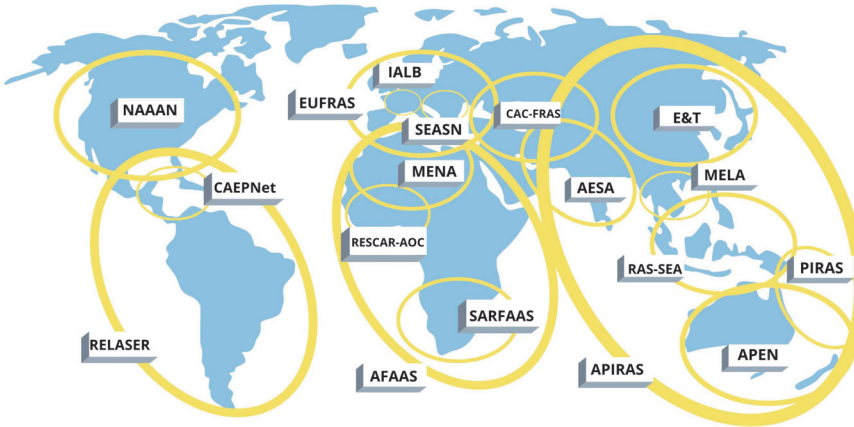 IALB
NAAAN
EUFRAS
CAC-FRAS
E&T
SEASN
MENA
MELA
CAEPNet
AESA
RESCAR-AOC
RAS-SEA
PIRAS
SARFAAS
RELASER
APEN
AFAAS
APIRAS